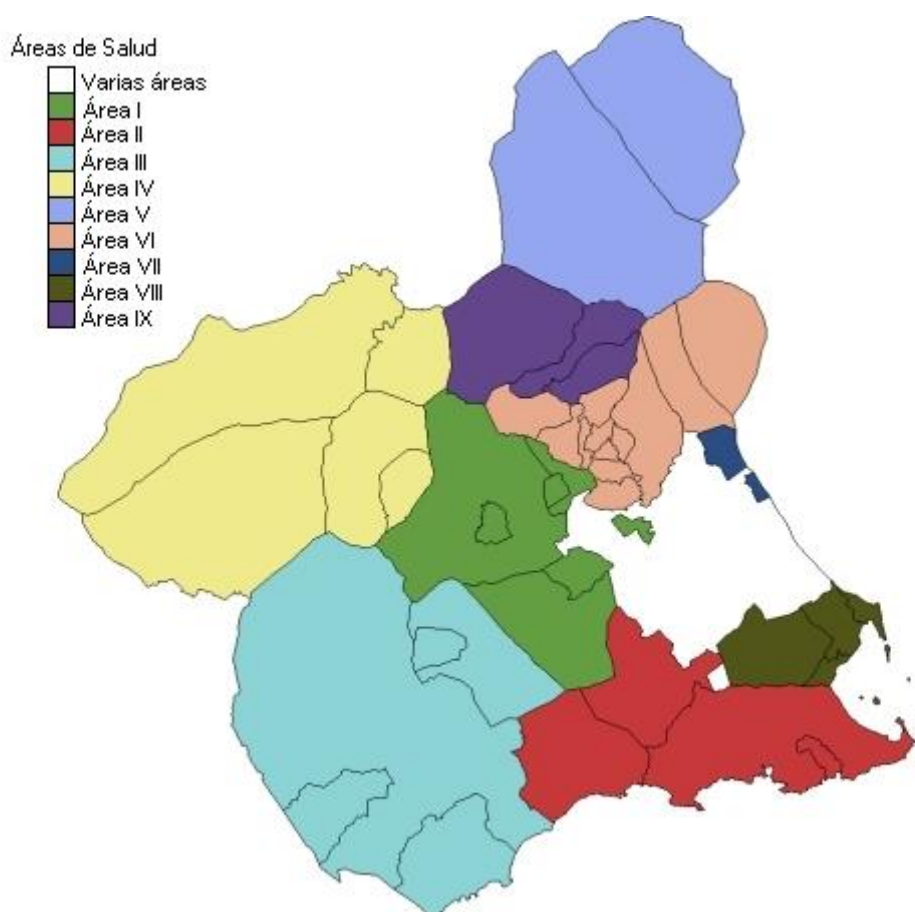 Áreas de Salud
Varias áreas
Área I
Área II
Área III
Área IV
Área V
Área VI
Área VII
Área VIII
Área IX